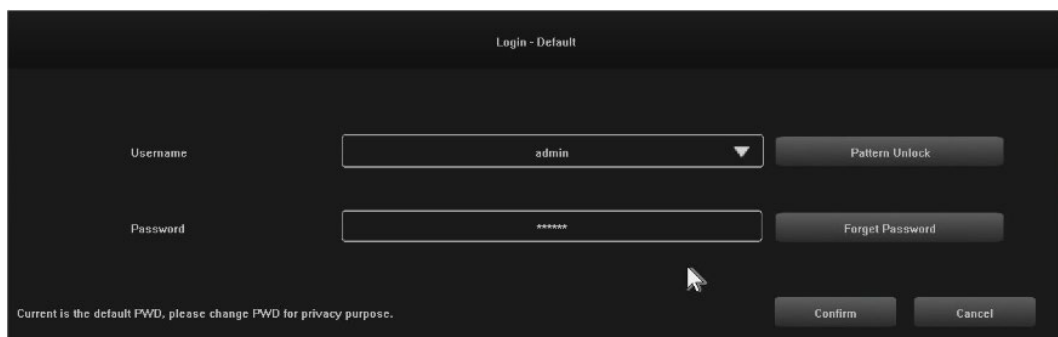 Login - Default
Username admin Pattern Unlock
Password ****** Forget Password
Current is the default PWD, please change PWD for privacy purpose. Confirm Cancel